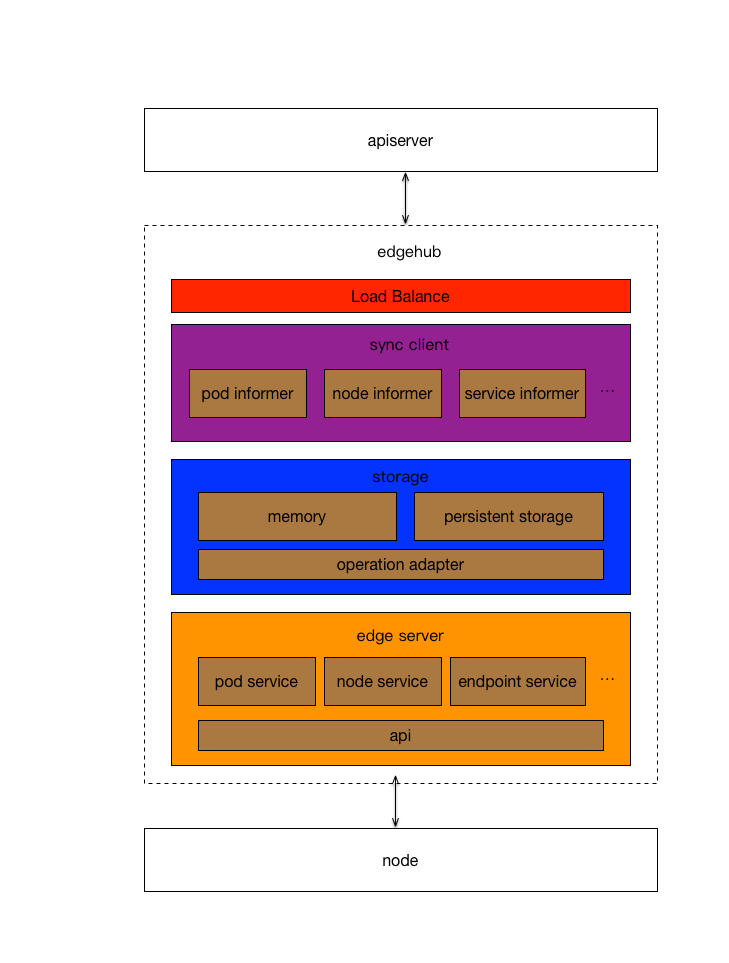 apiserver
edgehub
Load Balance
sync client
pod informer node informer service informer ...
storage
memory persistent storage
operation adapter
edge server
pod service node service endpoint service ...
api
node